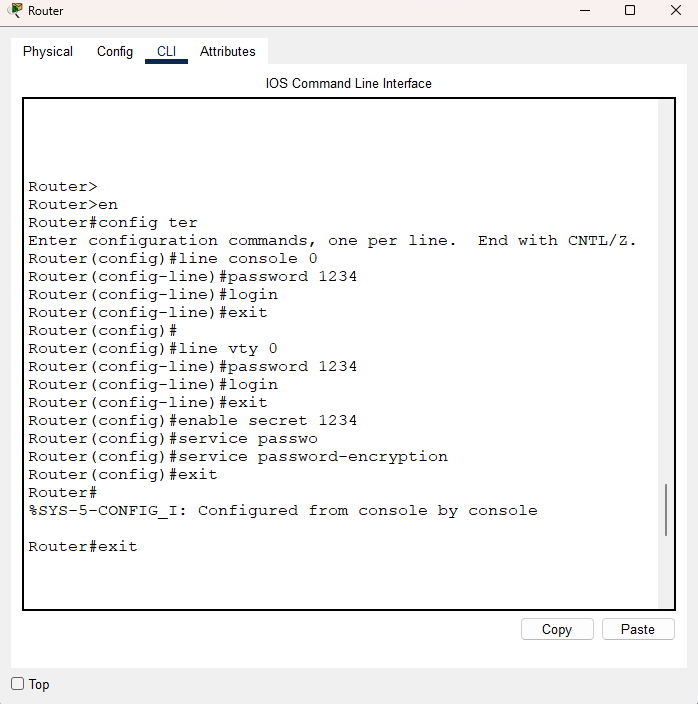 Router
Physical Config CLI Attributes
IOS Command Line Interface
Router>
Router>en
Router#config ter
Enter configuration commands, one per line.  End with CNTL/Z.
Router(config)#line console 0
Router(config-line)#password 1234
Router(config-line)#login
Router(config-line)#exit
Router(config)#
Router(config)#line vty 0
Router(config-line)#password 1234
Router(config-line)#login
Router(config-line)#exit
Router(config)#enable secret 1234
Router(config)#service passwo
Router(config)#service password-encryption
Router(config)#exit
Router#
%SYS-5-CONFIG_I: Configured from console by console
Router#exit
Copy Paste
Top